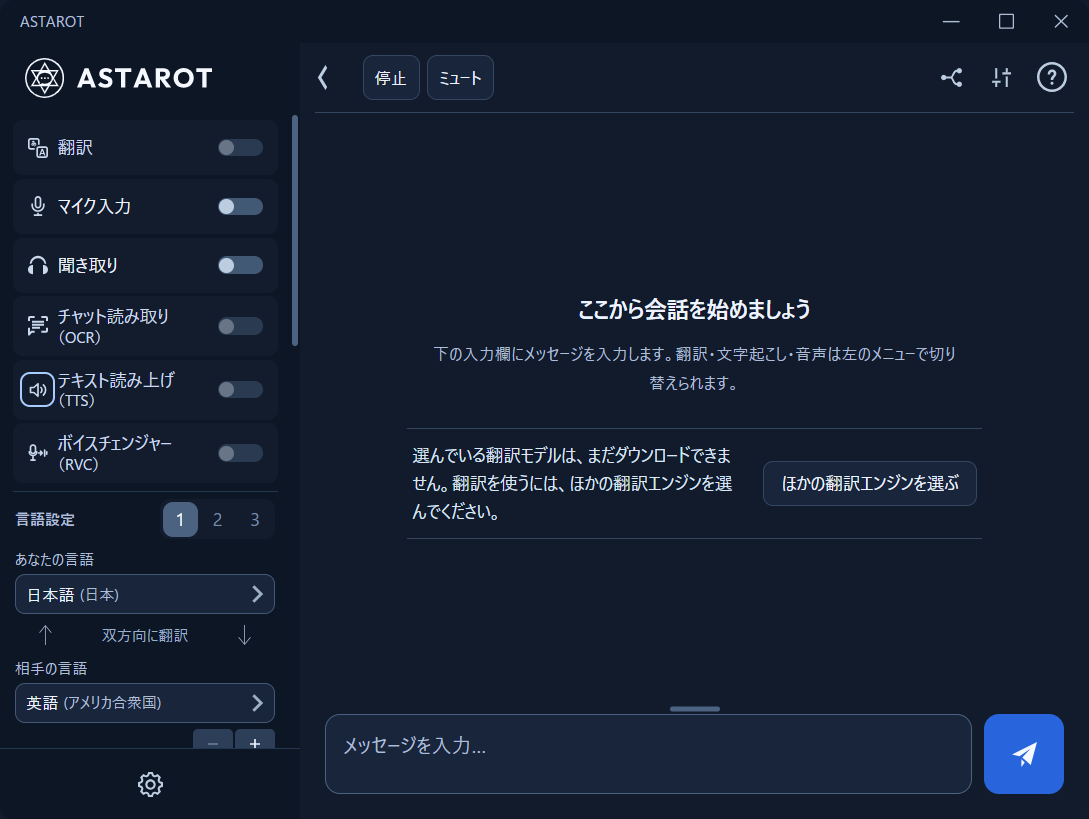 ASTAROT
ASTAROT
翻訳
マイク入力
聞き取り
チャット読み取り
(OCR)
テキスト読み上げ
(TTS)
ボイスチェンジャー
(RVC)
言語設定
1 2 3
あなたの言語
日本語 (日本)
双方向に翻訳
相手の言語
英語 (アメリカ合衆国)
停止
ミュート
ここから会話を始めましょう
下の入力欄にメッセージを入力します。翻訳・文字起こし・音声は左のメニューで切り
替えられます。
選んでいる翻訳モデルは、まだダウンロードできま
せん。翻訳を使うには、ほかの翻訳エンジンを選
んでください。
ほかの翻訳エンジンを選ぶ
メッセージを入力...